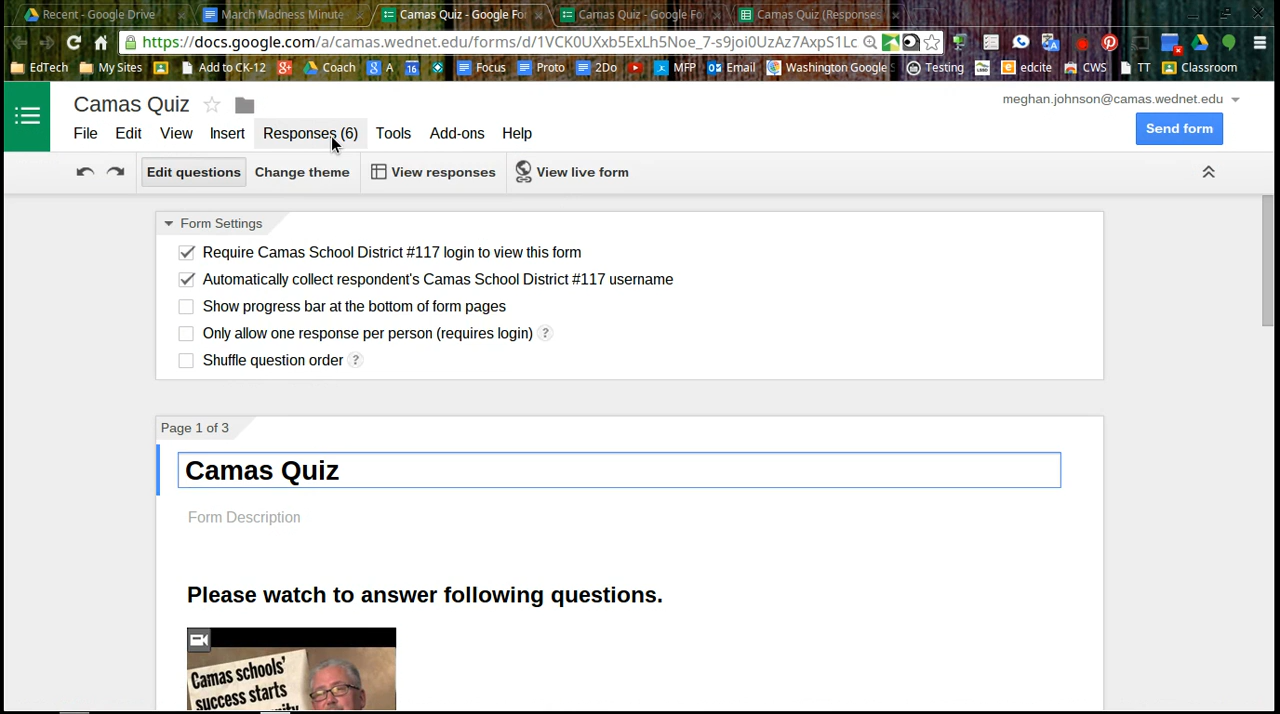 Recent - Google Drive
March Madness Minute
Camas Quiz - Google Fo
Camas Quiz - Google F
Camas Quiz (Responses
https://docs.google.com/a/camas.wednet.edu/forms/d/1VCK0UXxb5ExLh5Noe_7-s9joi0UzAz7AxpS1Lc
EdTech
My Sites
Add to CK-12
Coach
A
16
Focus
Proto
2Do
MFP
Email
Washington Google
Testing
edcite
CWS
TT
Classroom
Camas Quiz
meghan.johnson@camas.wednet.edu
File Edit View Insert Responses (6) Tools Add-ons Help
Send form
Edit questions Change theme View responses View live form
Form Settings
Require Camas School District #117 login to view this form
Automatically collect respondent's Camas School District #117 username
Show progress bar at the bottom of form pages
Only allow one response per person (requires login) ?
Shuffle question order ?
Page 1 of 3
Camas Quiz
Form Description
Please watch to answer following questions.
Camas schools'
success starts